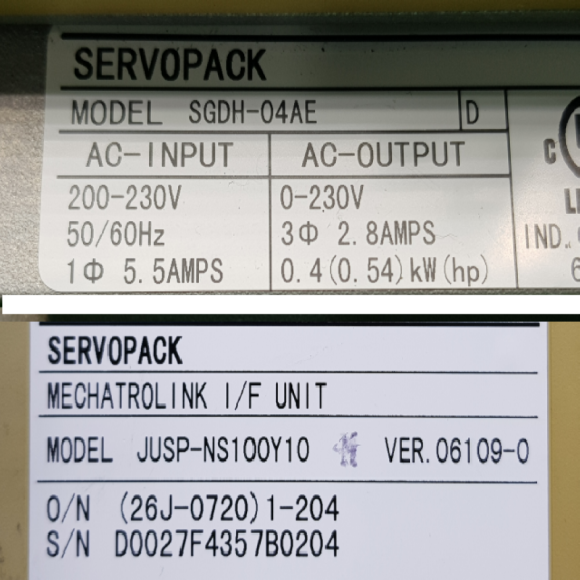 SERVOPACK
MODEL SGDH-04AE D
AC-INPUT AC-OUTPUT
200-230V 0-230V
50/60Hz 3Φ 2.8AMPS
1Φ 5.5AMPS 0.4(0.54)kW(hp)
C
IND.
SERVOPACK
MECHATROLINK I/F UNIT
MODEL JUSP-NS100Y10 VER.06109-0
O/N (26J-0720)1-204
S/N D0027F4357B0204